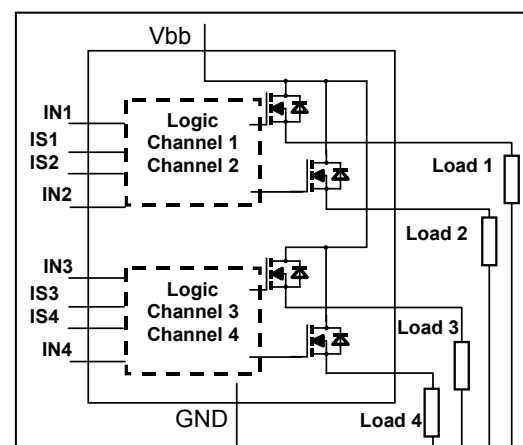 Vbb
IN1
IS1
IS2
IN2
Logic
Channel 1
Channel 2
Load 1
Load 2
IN3
IS3
IS4
IN4
Logic
Channel 3
Channel 4
Load 3
Load 4
GND